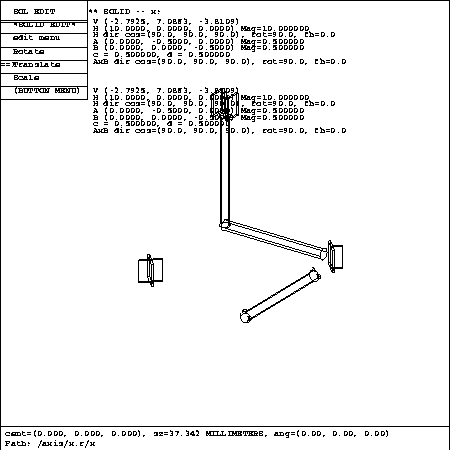 SOL EDIT
*SOLID EDIT*
edit menu
Rotate
==>Translate
Scale
(BUTTON MENU)
** SOLID -- x:
V (-2.7925, 7.0883, -3.8109)
H (10.0000, 0.0000, 0.0000) Mag=10.000000
H dir cos=(90.0, 90.0, 90.0), rot=90.0, fb=0.0
A (0.0000, -0.5000, 0.0000) Mag=0.500000
B (0.0000, 0.0000, -0.5000) Mag=0.500000
c = 0.500000, d = 0.500000
AxB dir cos=(90.0, 90.0, 90.0), rot=90.0, fb=0.0
V (-2.7925, 7.0883, -3.8109)
H (10.0000, 0.0000, 0.0000) Mag=10.000000
H dir cos=(90.0, 90.0, 90.0), rot=90.0, fb=0.0
A (0.0000, -0.5000, 0.0000) Mag=0.500000
B (0.0000, 0.0000, -0.5000) Mag=0.500000
c = 0.500000, d = 0.500000
AxB dir cos=(90.0, 90.0, 90.0), rot=90.0, fb=0.0
cent=(0.000, 0.000, 0.000), sz=37.342 MILLIMETERS, ang=(0.00, 0.00, 0.00)
Path: /axis/x.r/x